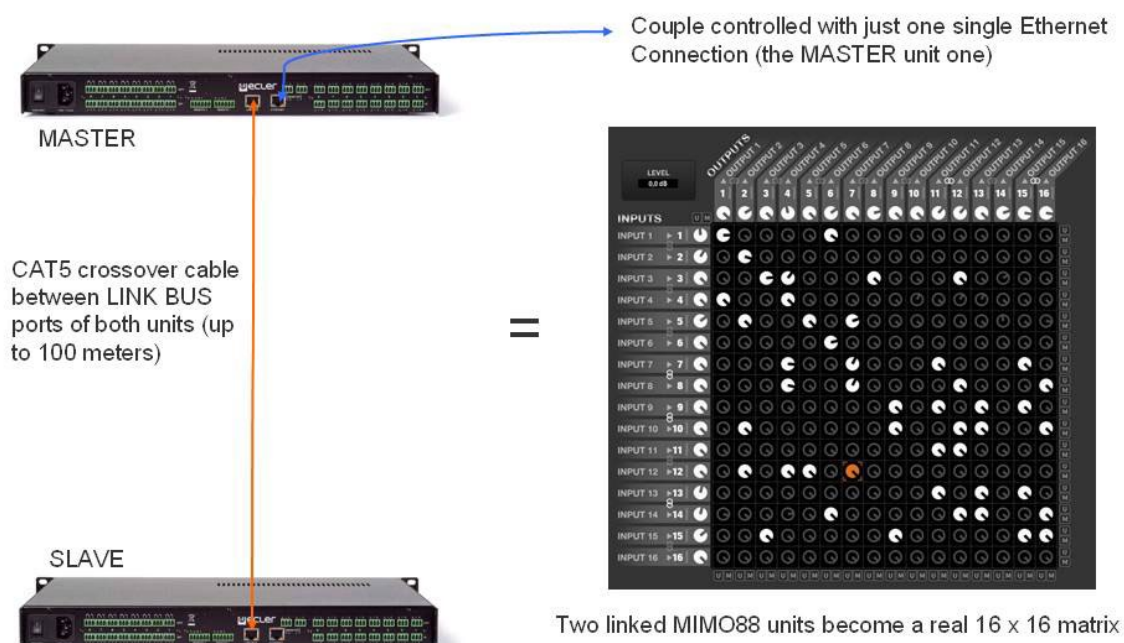 Couple controlled with just one single Ethernet
Connection (the MASTER unit one)
ecler
MASTER
CAT5 crossover cable
between LINK BUS
ports of both units (up
to 100 meters)
=
LEVEL
0,0 dB
OUTPUTS
OUTPUT 1
OUTPUT 2
OUTPUT 3
OUTPUT 4
OUTPUT 5
OUTPUT 6
OUTPUT 7
OUTPUT 8
OUTPUT 9
OUTPUT 10
OUTPUT 11
OUTPUT 12
OUTPUT 13
OUTPUT 14
OUTPUT 15
OUTPUT 16
1 2 3 4 5 6 7 8 9 10 11 12 13 14 15 16
INPUTS U M
INPUT 1 1
INPUT 2 2
INPUT 3 3
INPUT 4 4
INPUT 5 5
INPUT 6 6
INPUT 7 7
INPUT 8 8
INPUT 9 9
INPUT 10 10
INPUT 11 11
INPUT 12 12
INPUT 13 13
INPUT 14 14
INPUT 15 15
INPUT 16 16
U M U M U M U M U M U M U M U M U M U M U M U M U M U M U M U M
SLAVE
ecler
Two linked MIMO88 units become a real 16 x 16 matrix